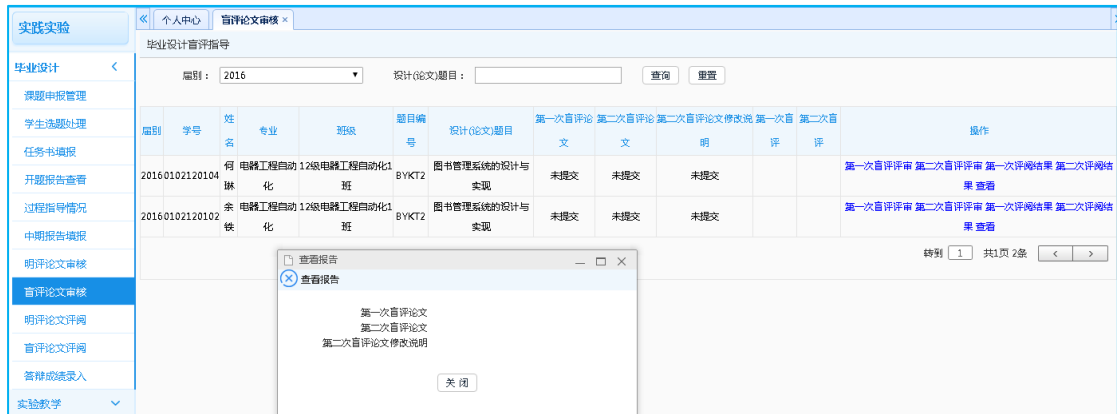 实践实验
毕业设计
课题申报管理
学生选题处理
任务书填报
开题报告查看
过程指导情况
中期报告填报
明评论文审核
盲评论文审核
明评论文评阅
盲评论文评阅
答辩成绩录入
实验教学
个人中心 盲评论文审核 ×
毕业设计盲评指导
届别： 2016 设计(论文)题目： 查询 重置
届别 学号 姓名 专业 班级 题目编号 设计(论文)题目 第一次盲评论文 第二次盲评论文 第二次盲评论文修改说明 第一次盲评 第二次盲评 操作
2016 0102120104 何琳 电器工程自动化 12级电器工程自动化1班 BYKT2 图书管理系统的设计与实现 未提交 未提交 未提交 第一次盲评评审 第二次盲评评审 第一次评阅结果 第二次评阅结果 查看
2016 0102120102 余铁 电器工程自动化 12级电器工程自动化1班 BYKT2 图书管理系统的设计与实现 未提交 未提交 未提交 第一次盲评评审 第二次盲评评审 第一次评阅结果 第二次评阅结果 查看
转到 1 共1页 2条
查看报告
查看报告
第一次盲评论文
第二次盲评论文
第二次盲评论文修改说明
关 闭